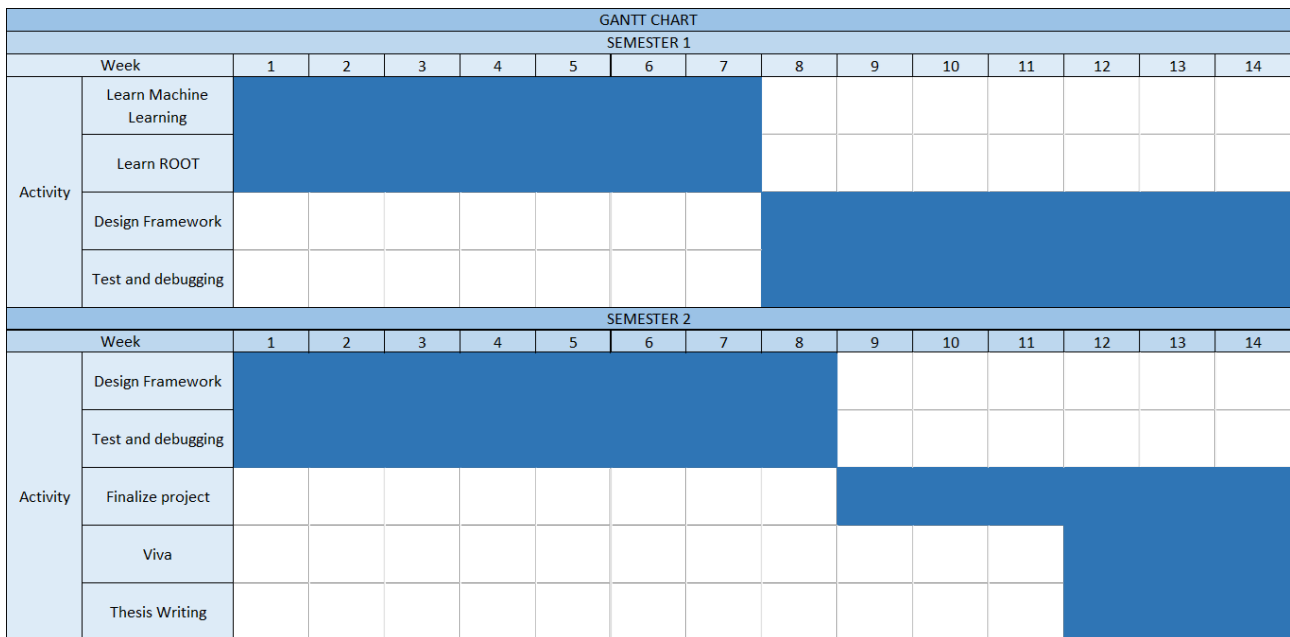 GANTT CHART
SEMESTER 1
Week 1 2 3 4 5 6 7 8 9 10 11 12 13 14
Activity
Learn Machine
Learning
Learn ROOT
Design Framework
Test and debugging
SEMESTER 2
Week 1 2 3 4 5 6 7 8 9 10 11 12 13 14
Activity
Design Framework
Test and debugging
Finalize project
Viva
Thesis Writing